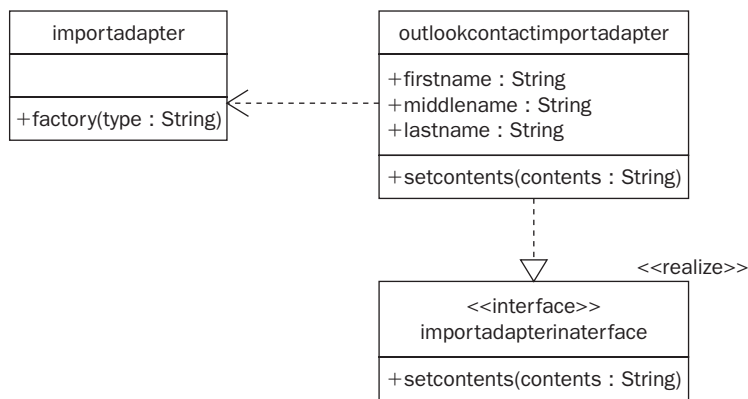 importadapter
+factory(type : String)
outlookcontactimportadapter
+firstname : String
+middlename : String
+lastname : String
+setcontents(contents : String)
<<realize>>
<<interface>>
importadapterinaterface
+setcontents(contents : String)